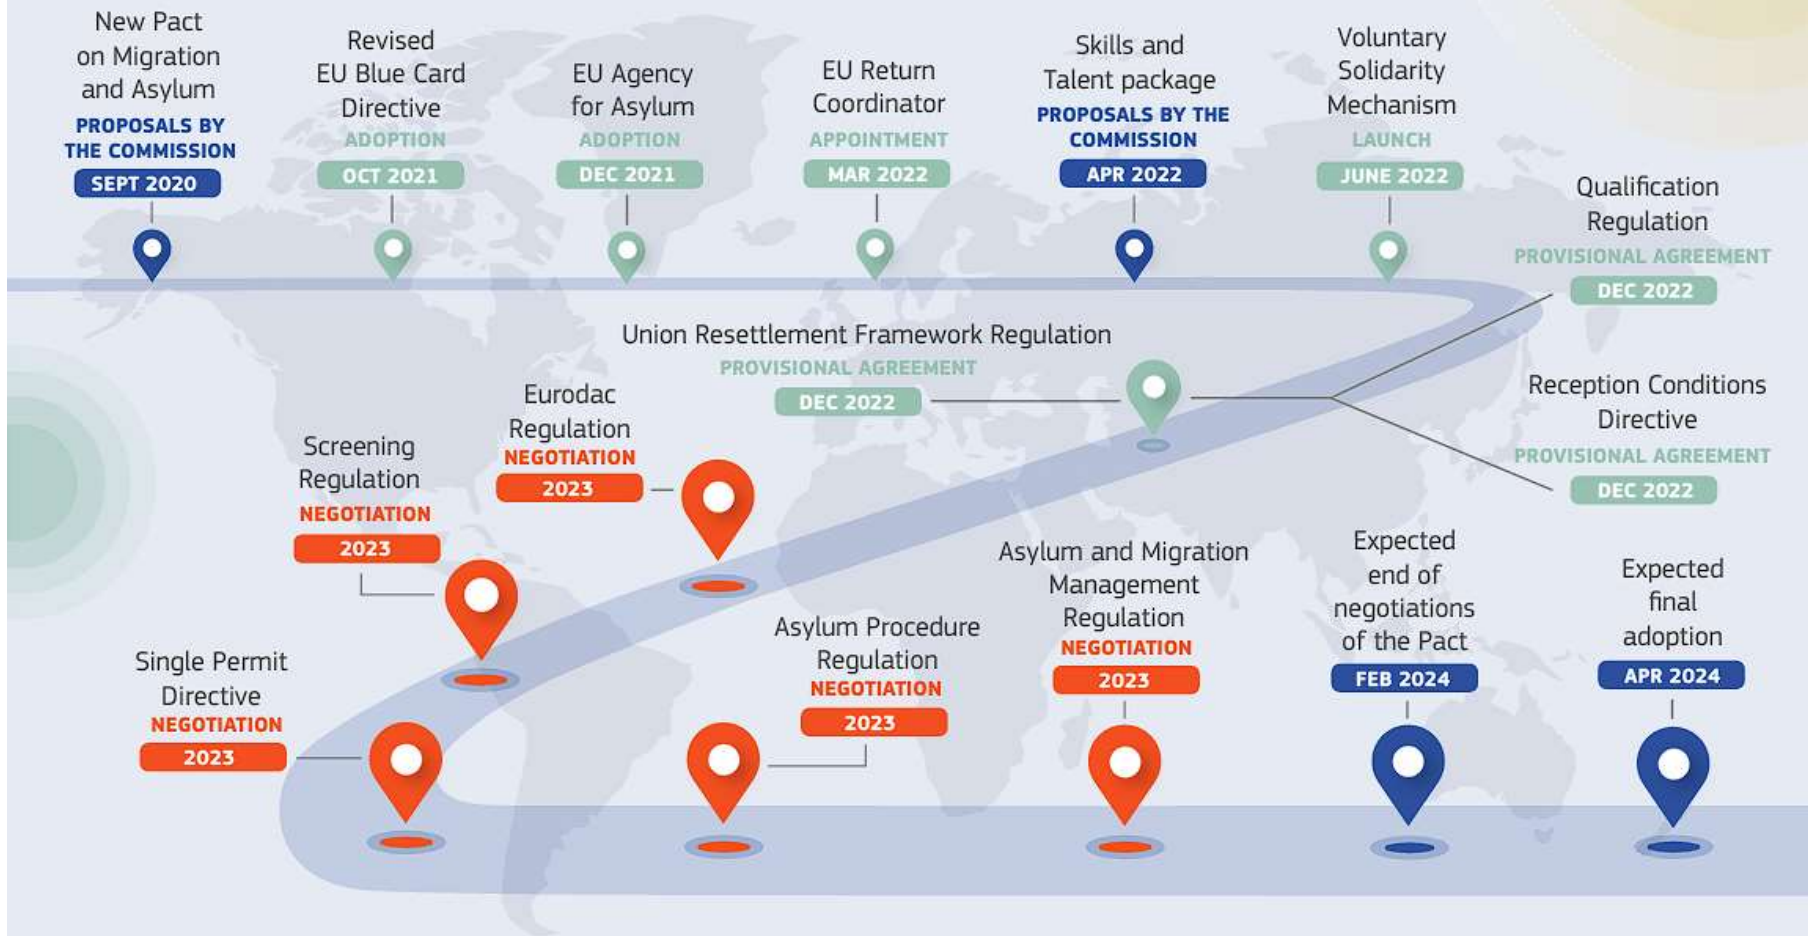 New Pact
on Migration
and Asylum
PROPOSALS BY
THE COMMISSION
SEPT 2020
Revised
EU Blue Card
Directive
ADOPTION
OCT 2021
EU Agency
for Asylum
ADOPTION
DEC 2021
EU Return
Coordinator
APPOINTMENT
MAR 2022
Skills and
Talent package
PROPOSALS BY THE
COMMISSION
APR 2022
Voluntary
Solidarity
Mechanism
LAUNCH
JUNE 2022
Qualification
Regulation
PROVISIONAL AGREEMENT
DEC 2022
Union Resettlement Framework Regulation
PROVISIONAL AGREEMENT
DEC 2022
Reception Conditions
Directive
PROVISIONAL AGREEMENT
DEC 2022
Eurodac
Regulation
NEGOTIATION
2023
Screening
Regulation
NEGOTIATION
2023
Single Permit
Directive
NEGOTIATION
2023
Asylum Procedure
Regulation
NEGOTIATION
2023
Asylum and Migration
Management
Regulation
NEGOTIATION
2023
Expected
end of
negotiations
of the Pact
FEB 2024
Expected
final
adoption
APR 2024